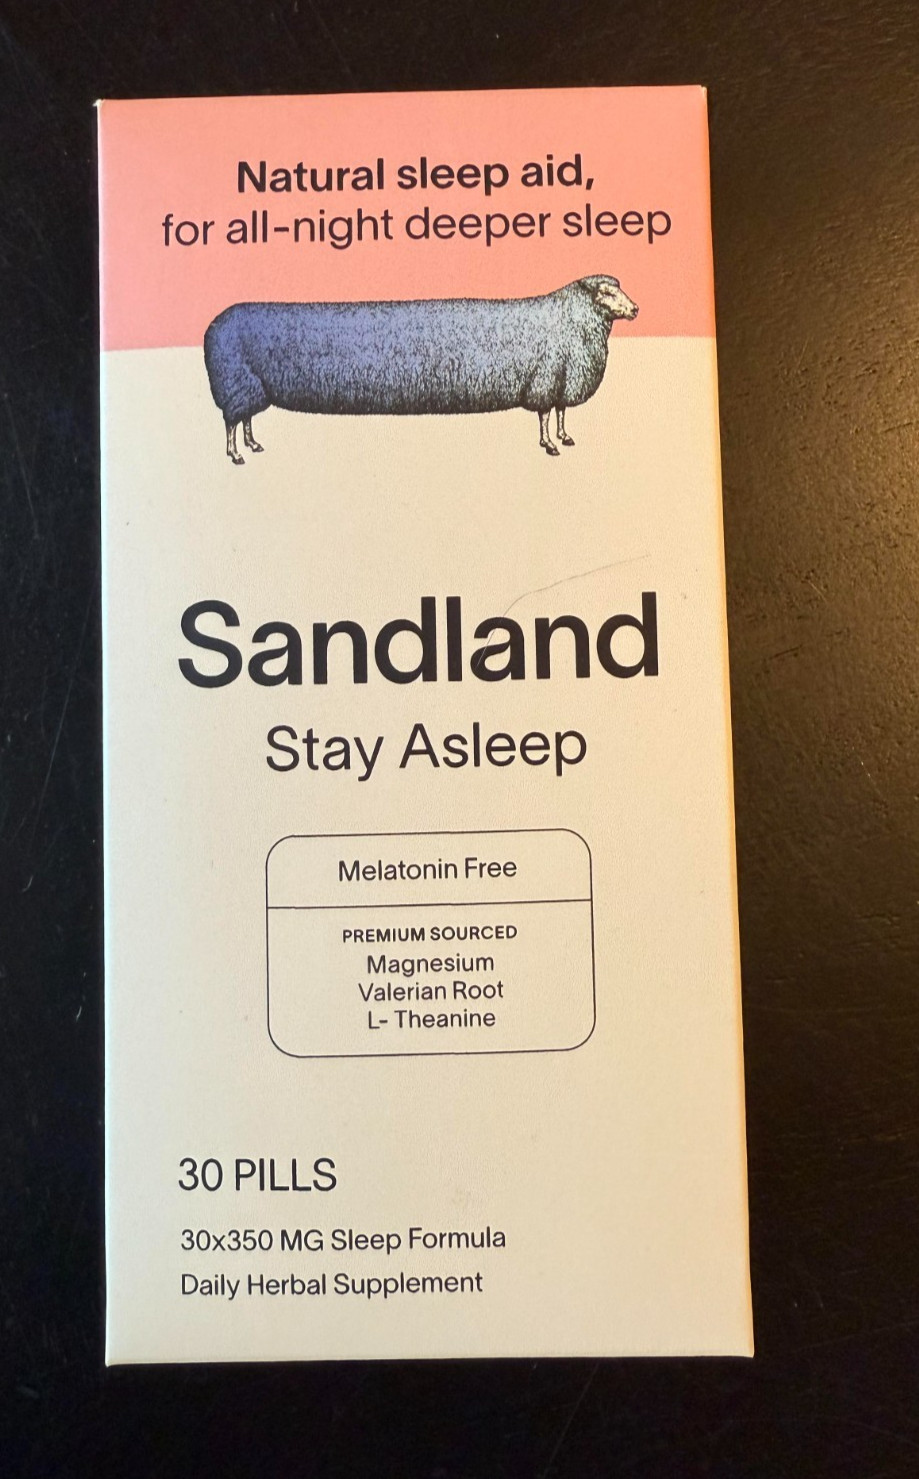 Natural sleep aid,
for all-night deeper sleep
Sandland
Stay Asleep
Melatonin Free
PREMIUM SOURCED
Magnesium
Valerian Root
L- Theanine
30 PILLS
30x350 MG Sleep Formula
Daily Herbal Supplement